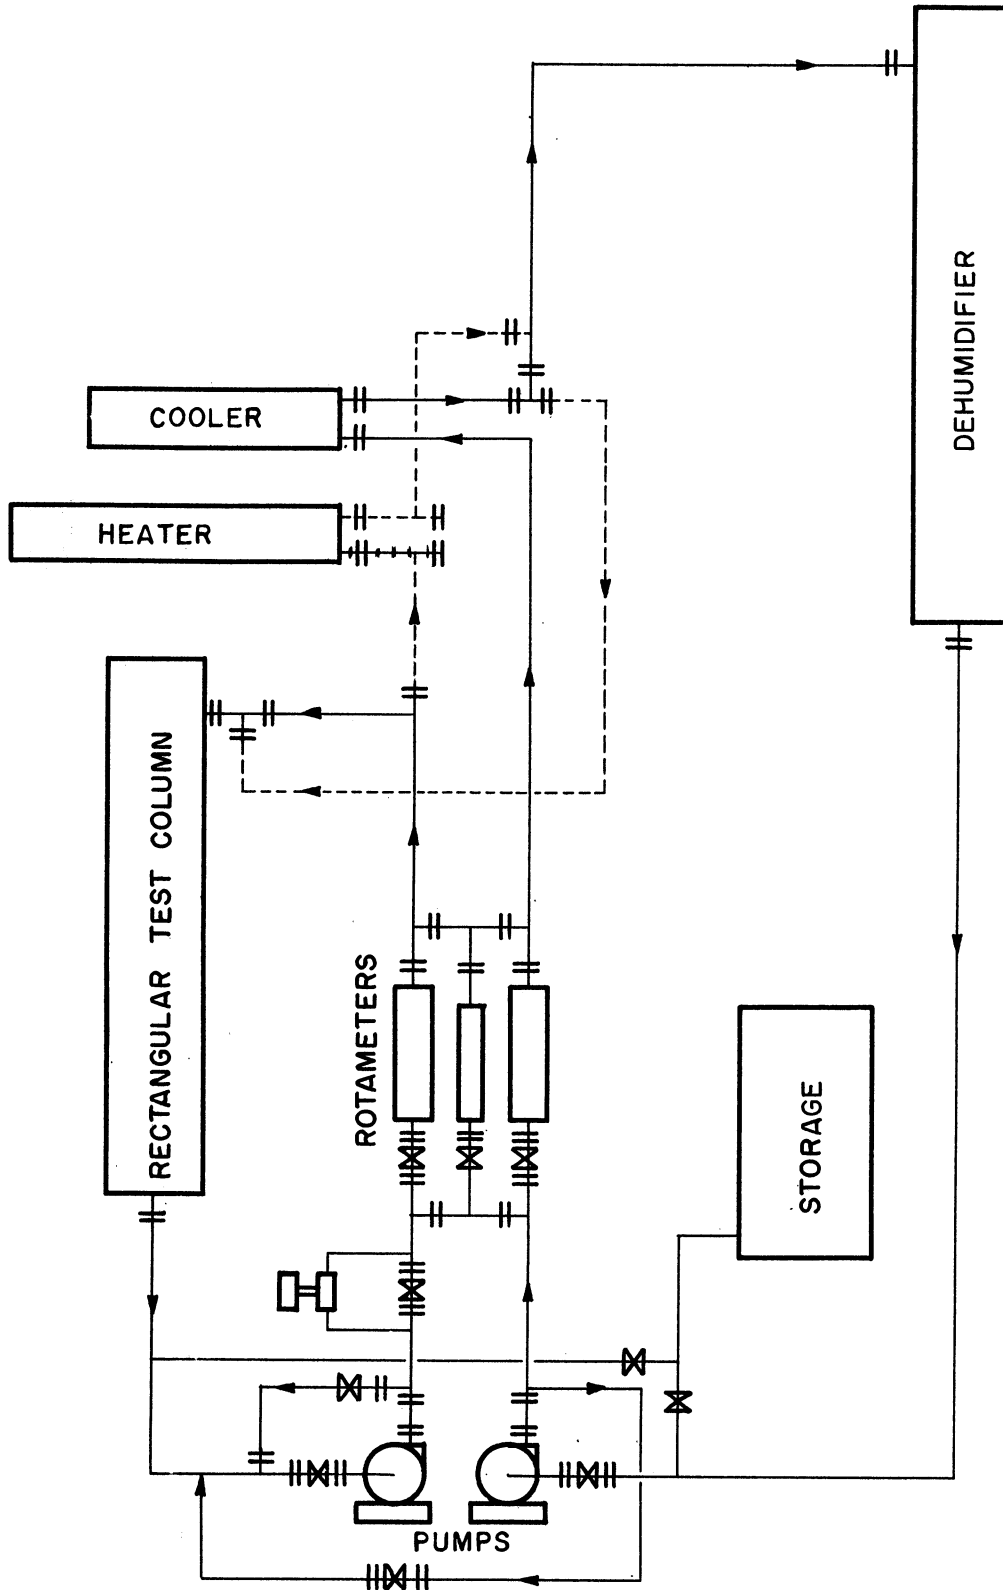 DEHUMIDIFIER
COOLER
HEATER
RECTANGULAR TEST COLUMN
ROTAMETERS
STORAGE
PUMPS